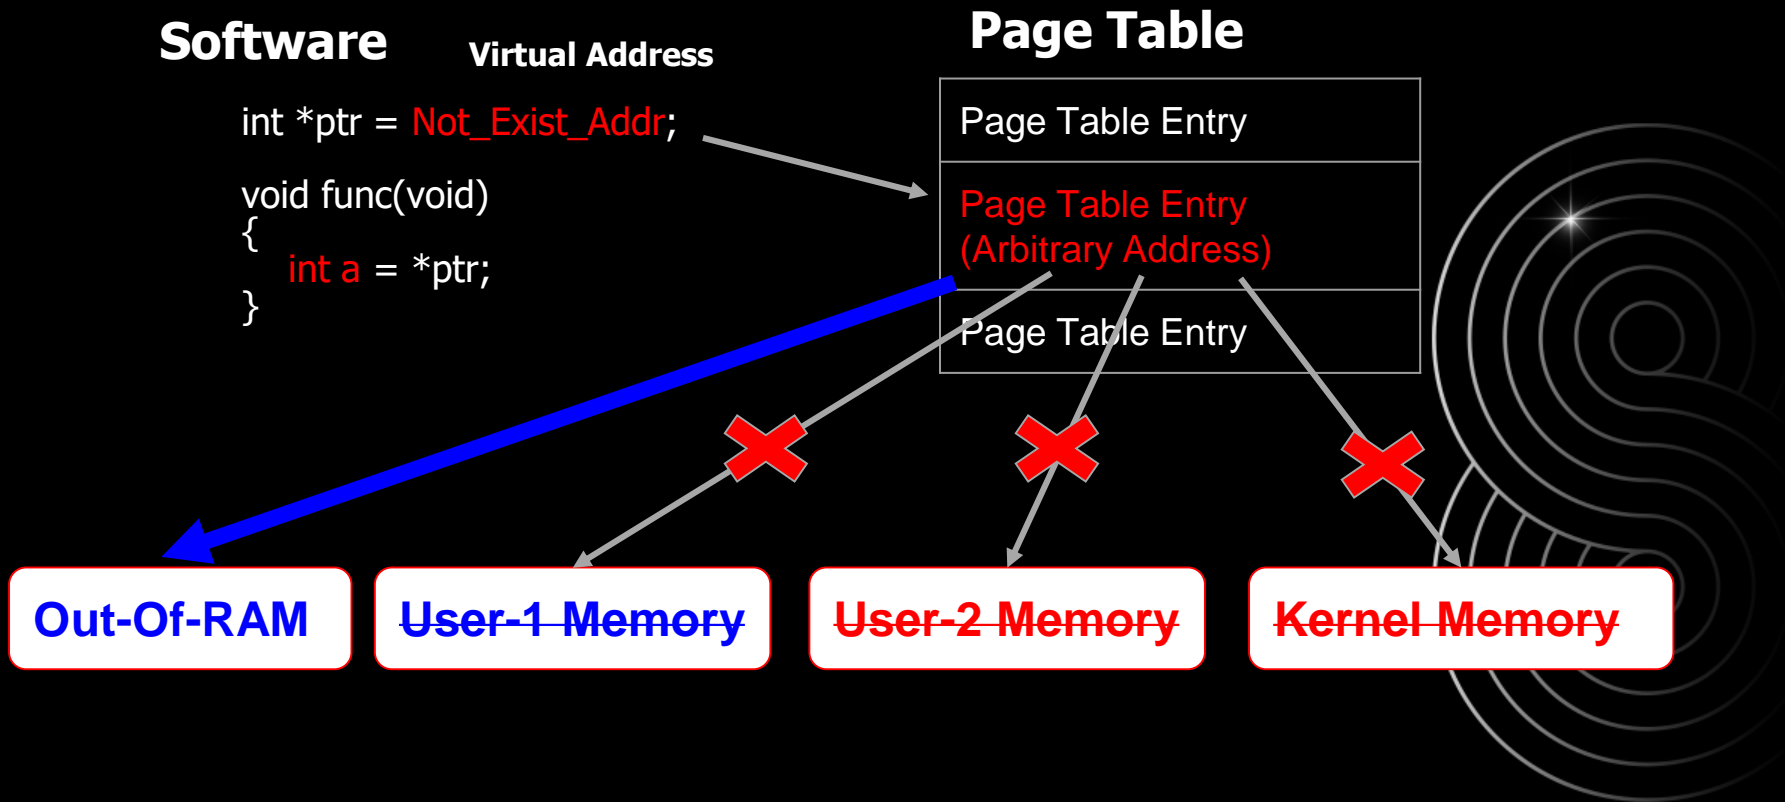 Software
Virtual Address
Page Table
int *ptr = Not_Exist_Addr;
void func(void)
{
int a = *ptr;
}
Page Table Entry
Page Table Entry
(Arbitrary Address)
Page Table Entry
Out-Of-RAM
User-1 Memory
User-2 Memory
Kernel Memory